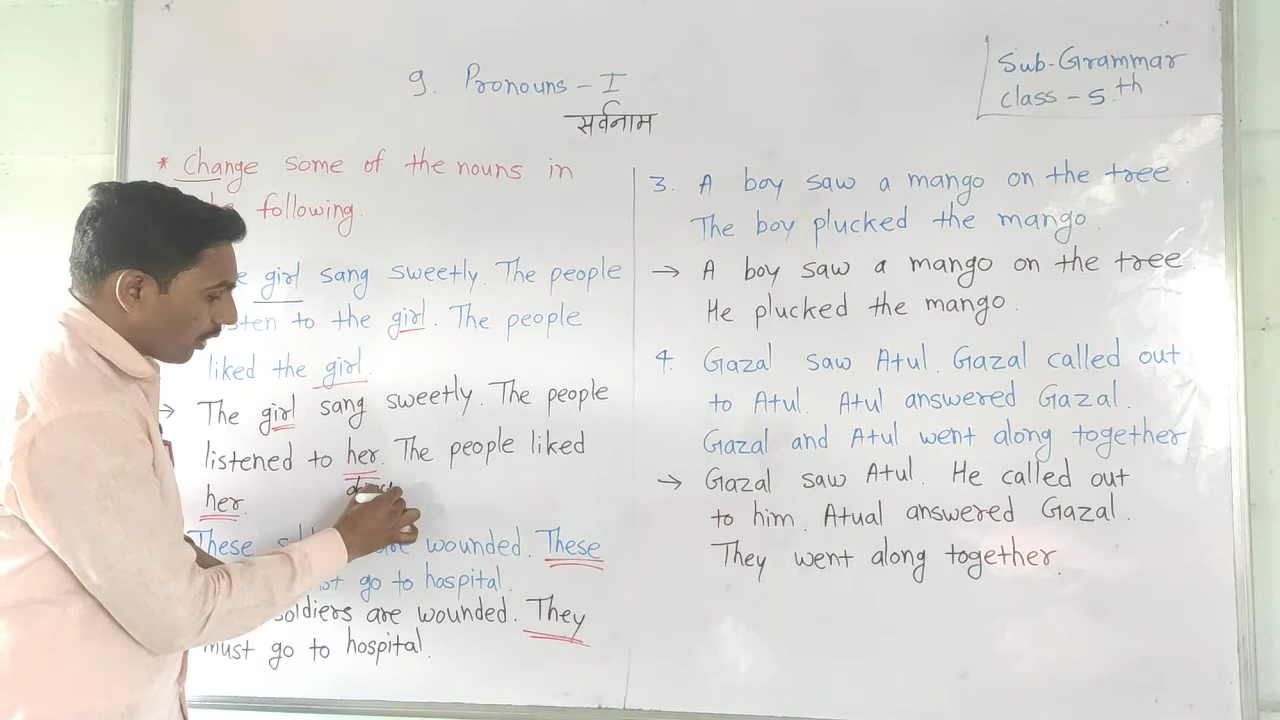 9. Pronouns - I
सर्वनाम
Sub-Grammar
class - 5.th
* Change some of the nouns in
following.
girl sang sweetly. The people
to the girl. The people
liked the girl.
→ The girl sang sweetly. The people
listened to her. The people liked
her.
These wounded. These
go to hospital.
soldiers are wounded. They
must go to hospital.
3. A boy saw a mango on the tree.
The boy plucked the mango.
→ A boy saw a mango on the tree.
He plucked the mango.
4. Gazal saw Atul. Gazal called out
to Atul. Atul answered Gazal.
Gazal and Atul went along together.
→ Gazal saw Atul. He called out
to him. Atual answered Gazal.
They went along together.